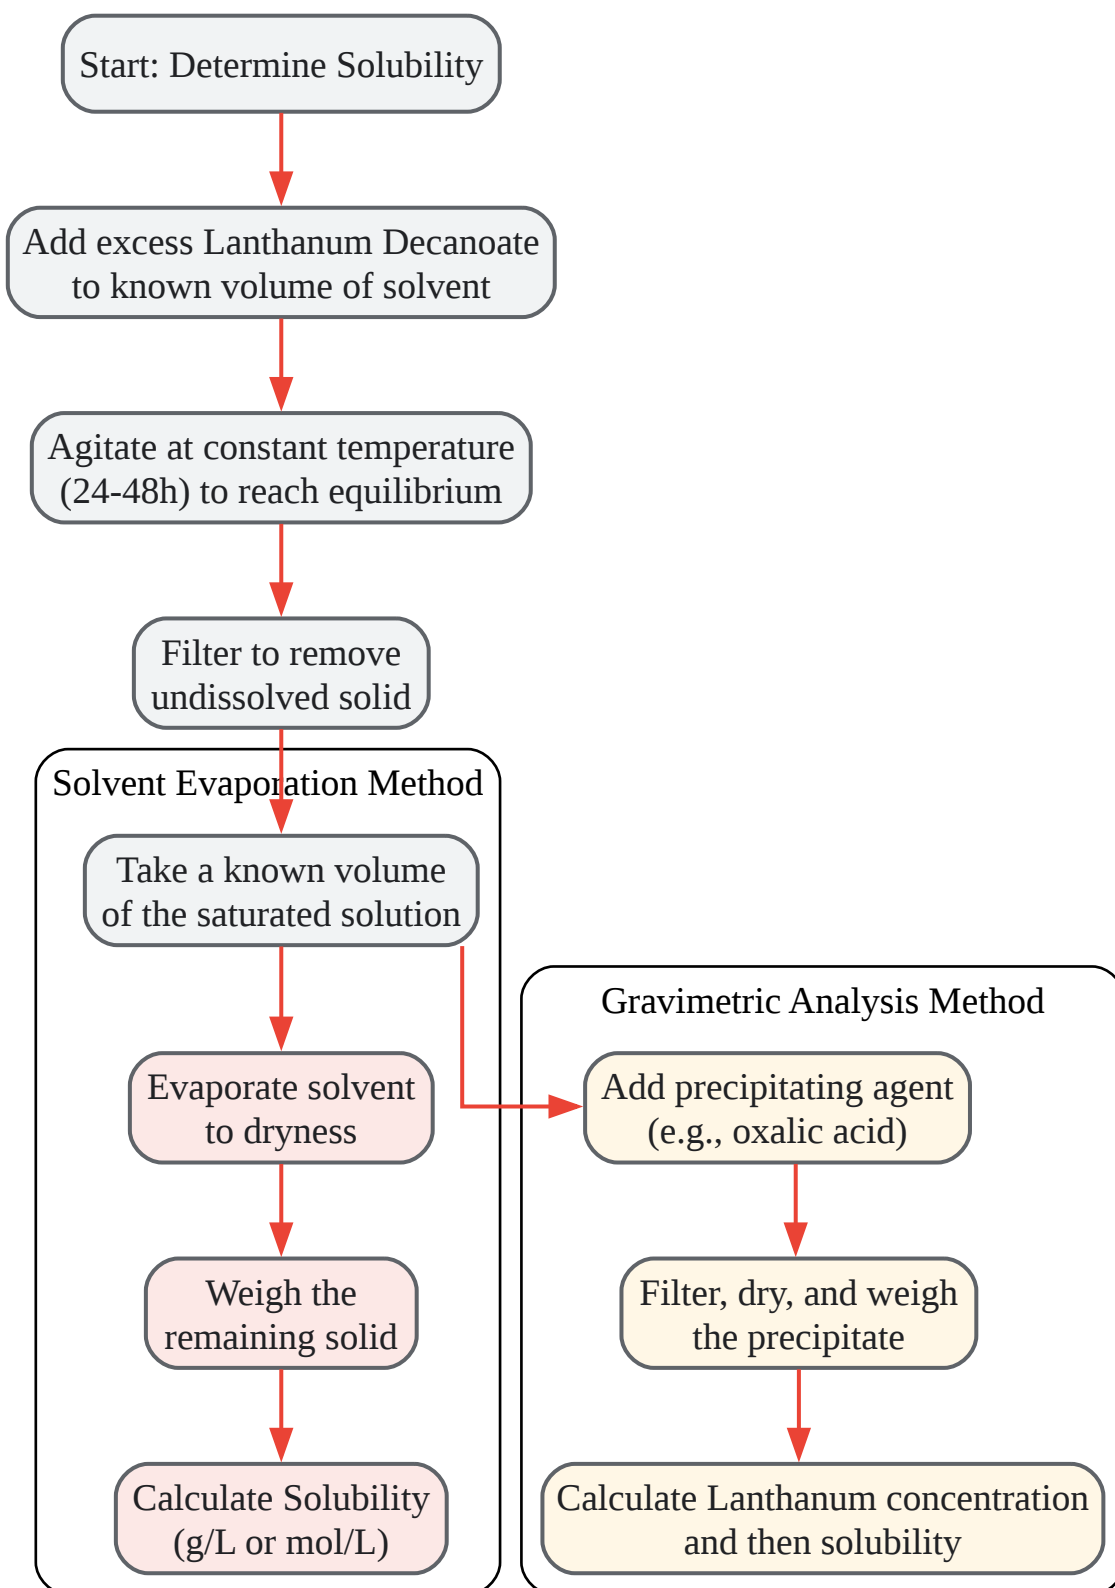 Start: Determine Solubility
Add excess Lanthanum Decanoate
to known volume of solvent
Agitate at constant temperature
(24-48h) to reach equilibrium
Filter to remove
undissolved solid
Solvent Evaporation Method
Take a known volume
of the saturated solution
Evaporate solvent
to dryness
Weigh the
remaining solid
Calculate Solubility
(g/L or mol/L)
Gravimetric Analysis Method
Add precipitating agent
(e.g., oxalic acid)
Filter, dry, and weigh
the precipitate
Calculate Lanthanum concentration
and then solubility